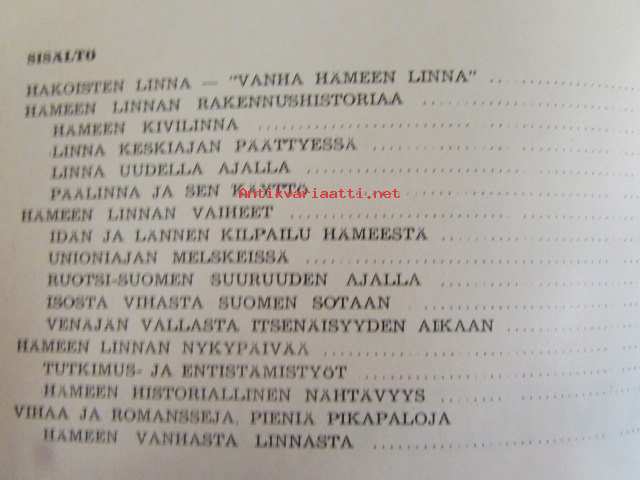 SISÄLTÖ
HAKOISTEN LINNA — "VANHA HÄMEEN LINNA"
HÄMEEN LINNAN RAKENNUSHISTORIAA
HÄMEEN KIVILINNA
LINNA KESKIAJAN PÄÄTTYESSÄ
LINNA UUDELLA AJALLA
PÄÄLINNA JA SEN KÄYTTÖ
Antikvariaatti.net
HÄMEEN LINNAN VAIHEET
IDÄN JA LÄNNEN KILPAILU HÄMEESTÄ
UNIONIAJAN MELSKEISSÄ
RUOTSI-SUOMEN SUURUUDEN AJALLA
ISOSTA VIHASTA SUOMEN SOTAAN
VENÄJÄN VALLASTA ITSENÄISYYDEN AIKAAN
HÄMEEN LINNAN NYKYPÄIVÄÄ
TUTKIMUS- JA ENTISTÄMISTYÖT
HÄMEEN HISTORIALLINEN NÄHTÄVYYS
VIHAA JA ROMANSSEJA, PIENIÄ PIKAPALOJA
HÄMEEN VANHASTA LINNASTA